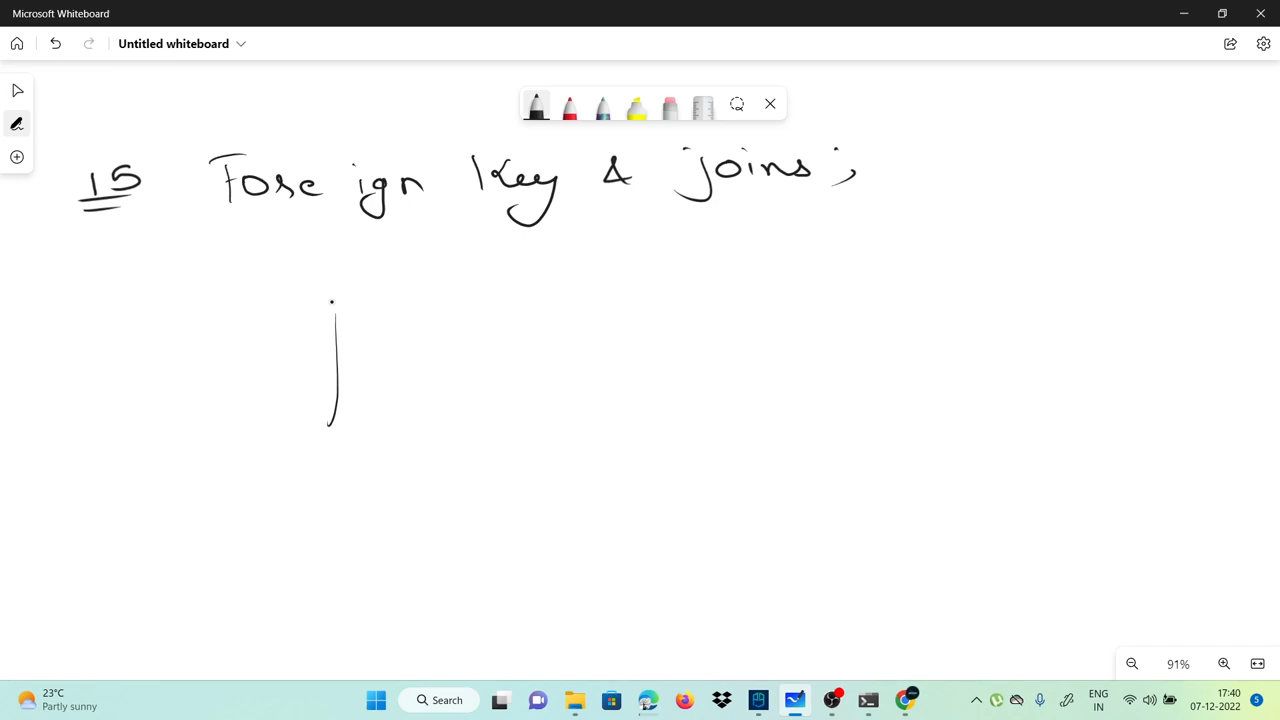 Microsoft Whiteboard
Untitled whiteboard
15 Foreign Key & joins;
j
91%
23°C
Partly sunny
Search
ENG
IN
17:40
07-12-2022
5